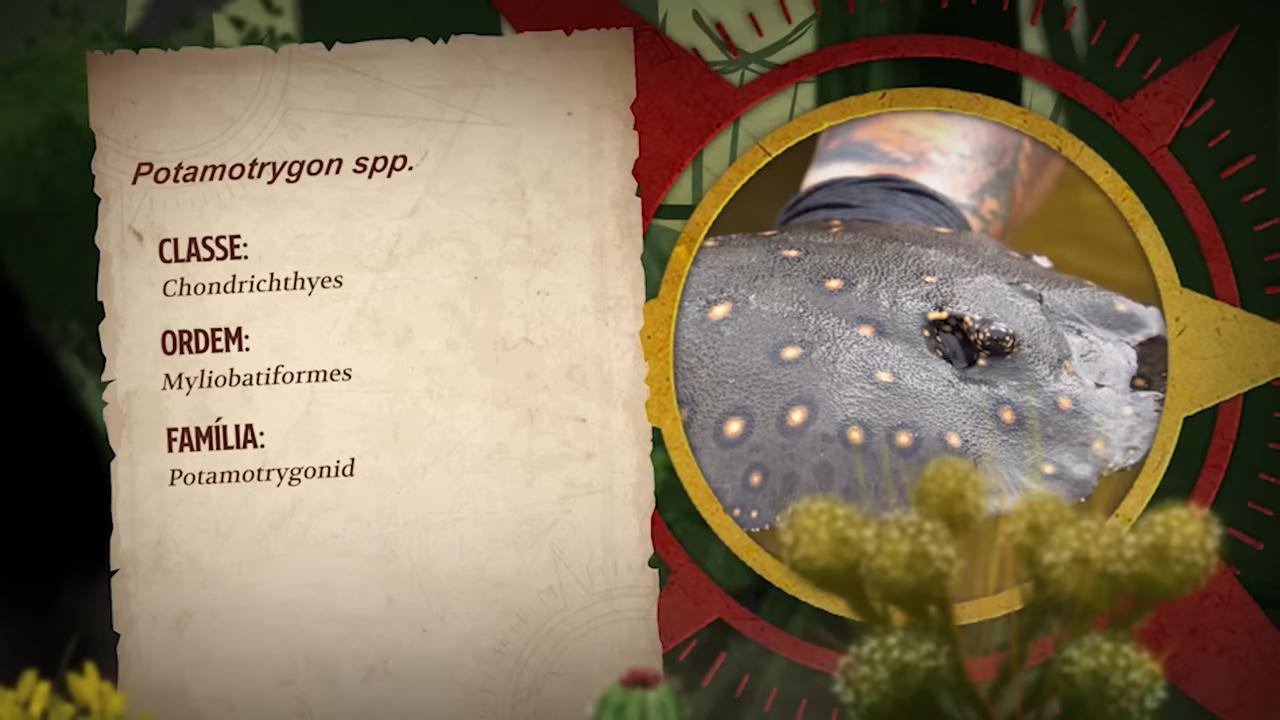 Potamotrygon spp.
CLASSE:
Chondrichthyes
ORDEM:
Myliobatiformes
FAMÍLIA:
Potamotrygonid